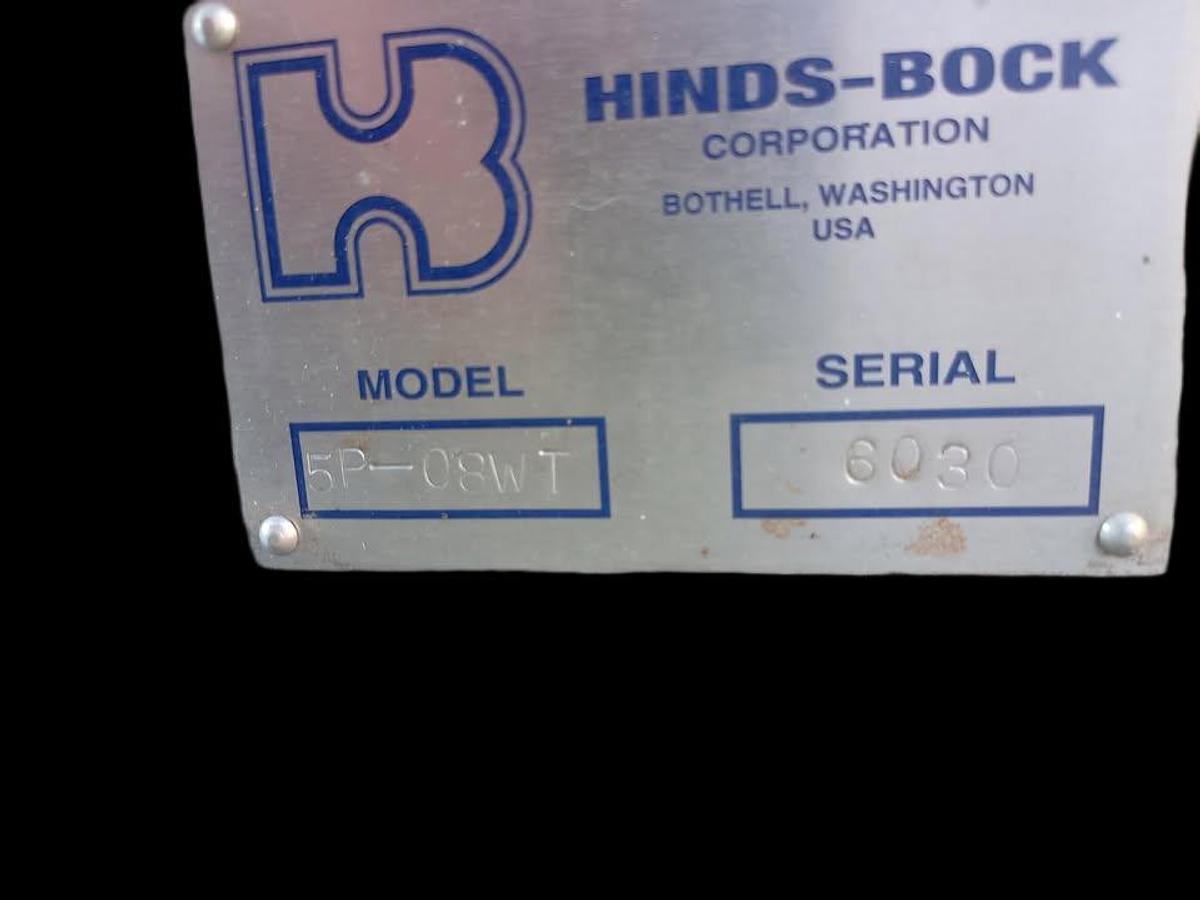 HINDS-BOCK
CORPORATION
BOTHELL, WASHINGTON
USA
MODEL
SERIAL
5P-08WT
6030